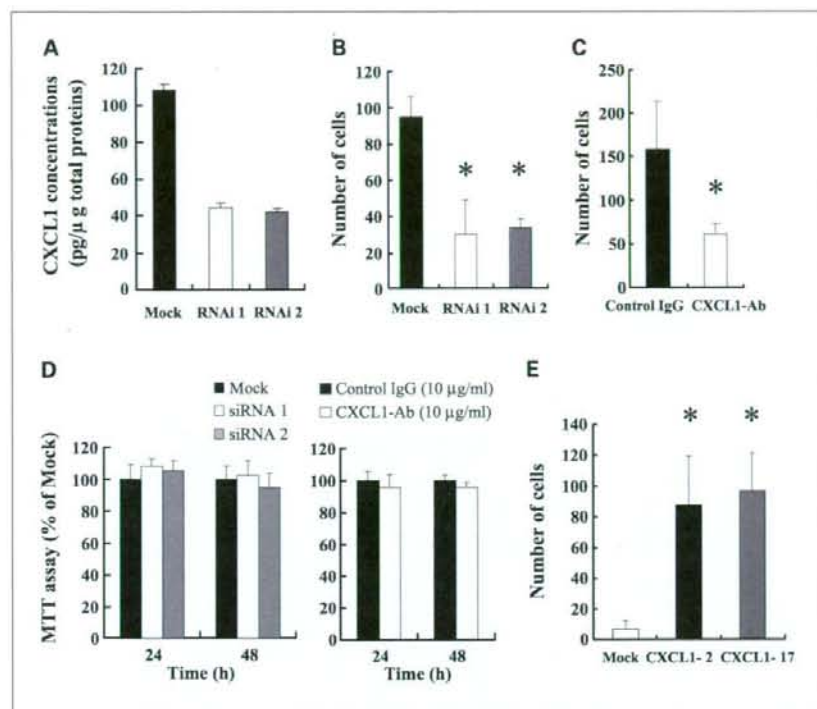 A
CXCL1 concentrations
(pg/μ g total proteins)
120
100
80
60
40
20
0
Mock RNAi 1 RNAi 2
B
Number of cells
120
100
80
60
40
20
0
* *
Mock RNAi 1 RNAi 2
C
Number of cells
250
200
150
100
50
0
*
Control IgG CXCL1-Ab
D
Mock
siRNA 1
siRNA 2
Control IgG (10 μg/ml)
CXCL1-Ab (10 μg/ml)
MTT assay (% of Mock)
120
100
80
60
40
20
0
24 48
Time (h)
120
100
80
60
40
20
0
24 48
Time (h)
E
Number of cells
140
120
100
80
60
40
20
0
* *
Mock CXCL1- 2 CXCL1- 17